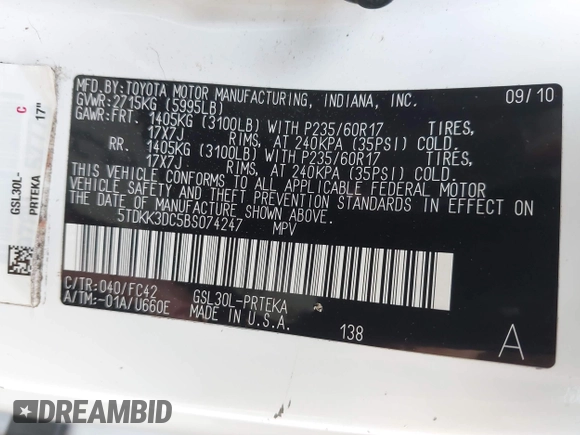 MFD.BY:TOYOTA MOTOR MANUFACTURING, INDIANA, INC. 09/10
GVWR:2715KG (5995LB)
GAWR:FRT. 1405KG (3100LB) WITH P235/60R17 TIRES,
17X7J RIMS, AT 240KPA (35PSI) COLD.
RR. 1405KG (3100LB) WITH P235/60R17 TIRES,
17X7J RIMS, AT 240KPA (35PSI) COLD.
THIS VEHICLE CONFORMS TO ALL APPLICABLE FEDERAL MOTOR
VEHICLE SAFETY AND THEFT PREVENTION STANDARDS IN EFFECT ON
THE DATE OF MANUFACTURE SHOWN ABOVE.
5TDKK3DC5BS074247 MPV
C/TR:040/FC42 GSL30L-PRTEKA
A/TM:-01A/U660E MADE IN U.S.A.
138 A
C
17"
GSL30L-
PRTEKA
DREAMBID